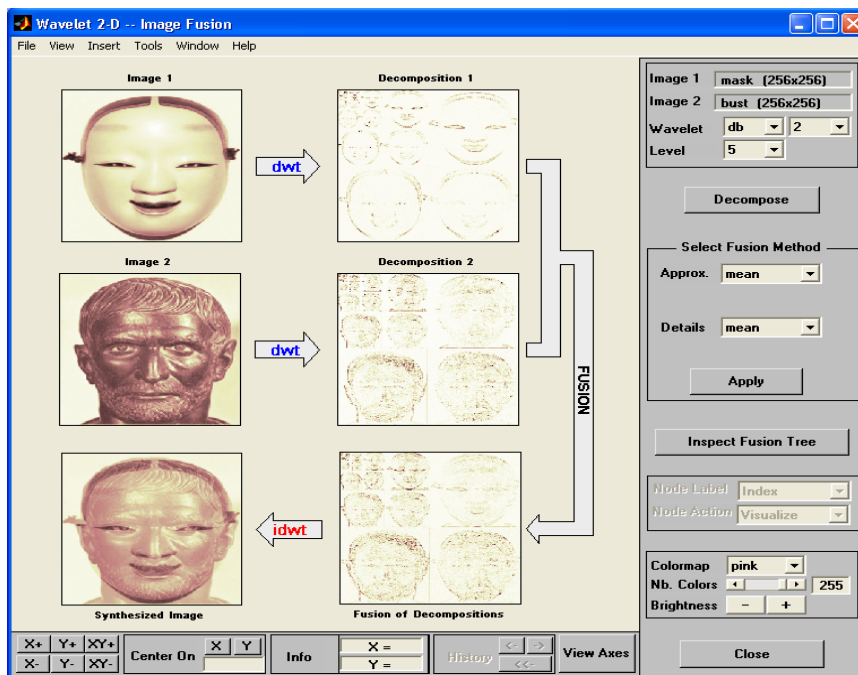 Wavelet 2-D -- Image Fusion
File View Insert Tools Window Help
Image 1
Decomposition 1
dwt
Image 2
Decomposition 2
dwt
FUSION
idwt
Synthesized Image
Fusion of Decompositions
Image 1 mask (256x256)
Image 2 bust (256x256)
Wavelet db 2
Level 5
Decompose
Select Fusion Method
Approx. mean
Details mean
Apply
Inspect Fusion Tree
Node Label Index
Node Action Visualize
Colormap pink
Nb. Colors 255
Brightness - +
Close
X+ Y+ XY+
X- Y- XY-
Center On X Y
Info
X =
Y =
History <- ->
<<-
View Axes